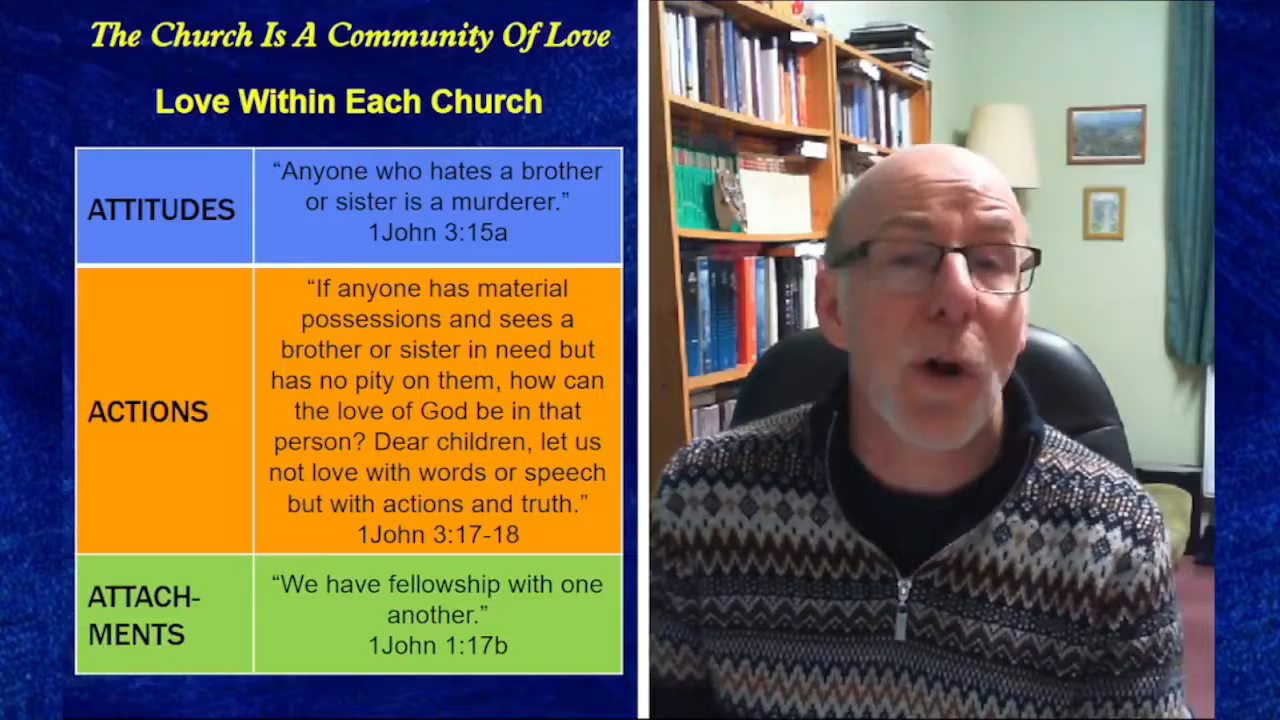 The Church Is A Community Of Love
Love Within Each Church
ATTITUDES
“Anyone who hates a brother
or sister is a murderer.”
1John 3:15a
ACTIONS
“If anyone has material
possessions and sees a
brother or sister in need but
has no pity on them, how can
the love of God be in that
person? Dear children, let us
not love with words or speech
but with actions and truth.”
1John 3:17-18
ATTACH-
MENTS
“We have fellowship with one
another.”
1John 1:17b